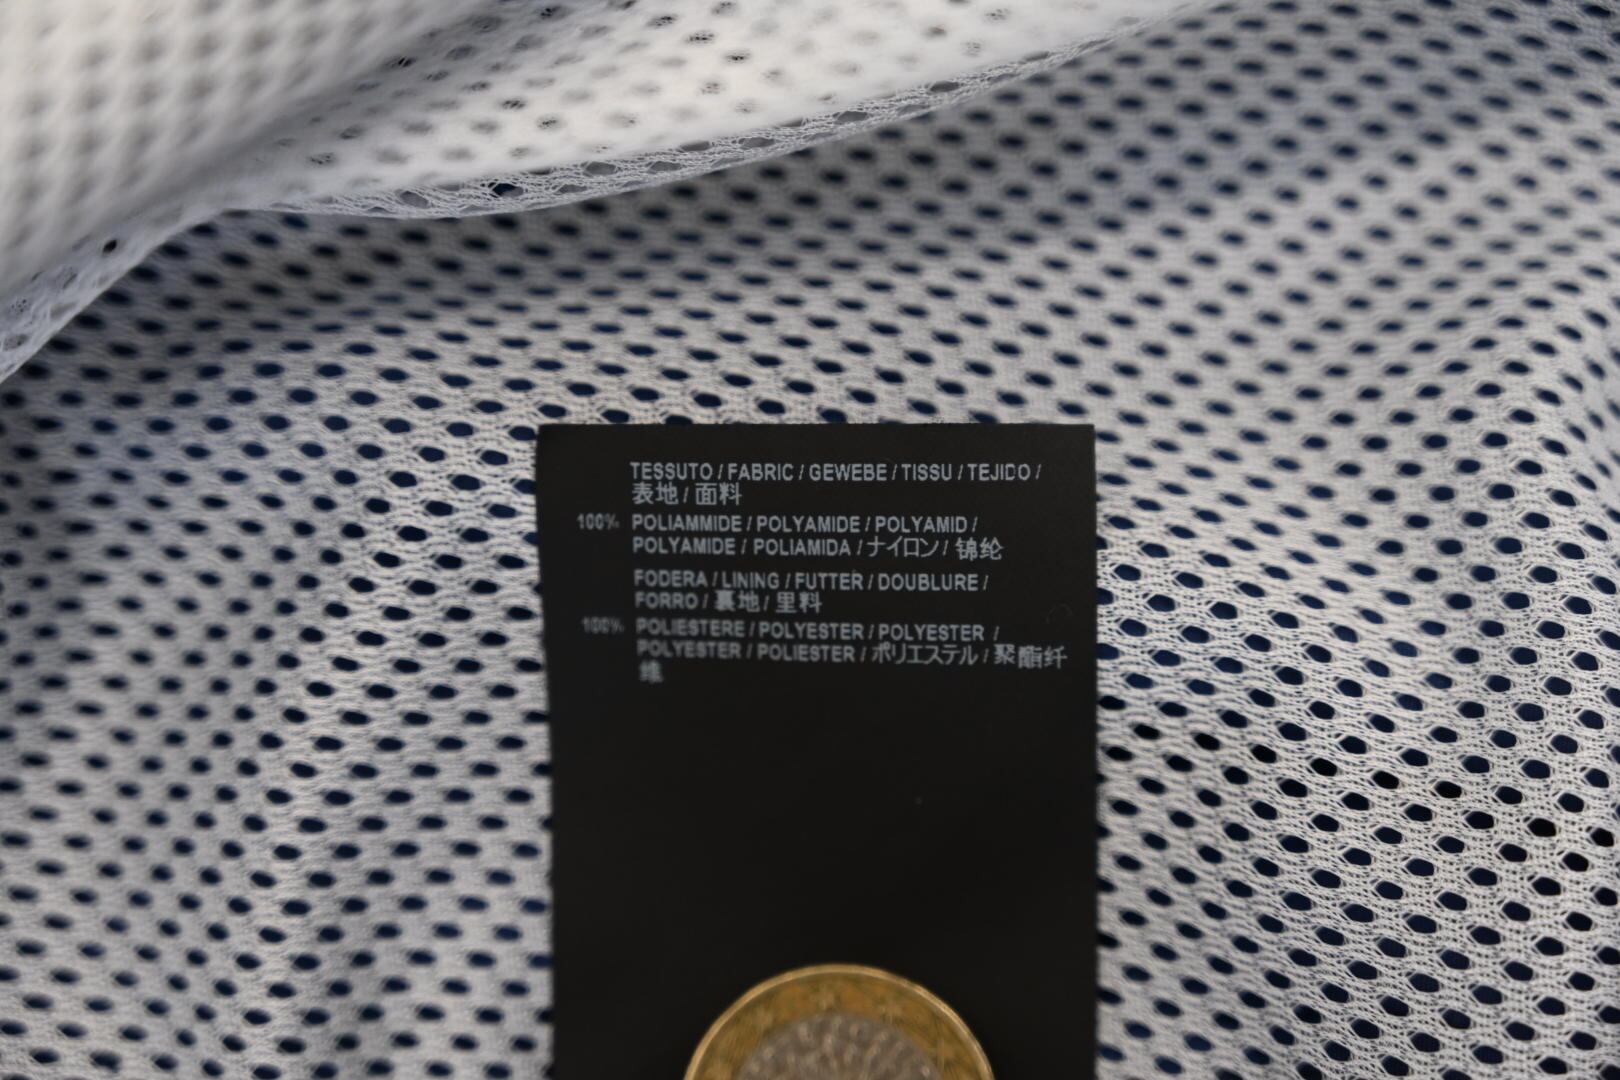 TESSUTO / FABRIC / GEWEBE / TISSU / TEJIDO /
表地 / 面料
100% POLIAMMIDE / POLYAMIDE / POLYAMID /
POLYAMIDE / POLIAMIDA / ナイロン / 锦纶
FODERA / LINING / FUTTER / DOUBLURE /
FORRO / 裏地 / 里料
100% POLIESTERE / POLYESTER / POLYESTER /
POLYESTER / POLIESTER / ポリエステル / 聚酯纤
维